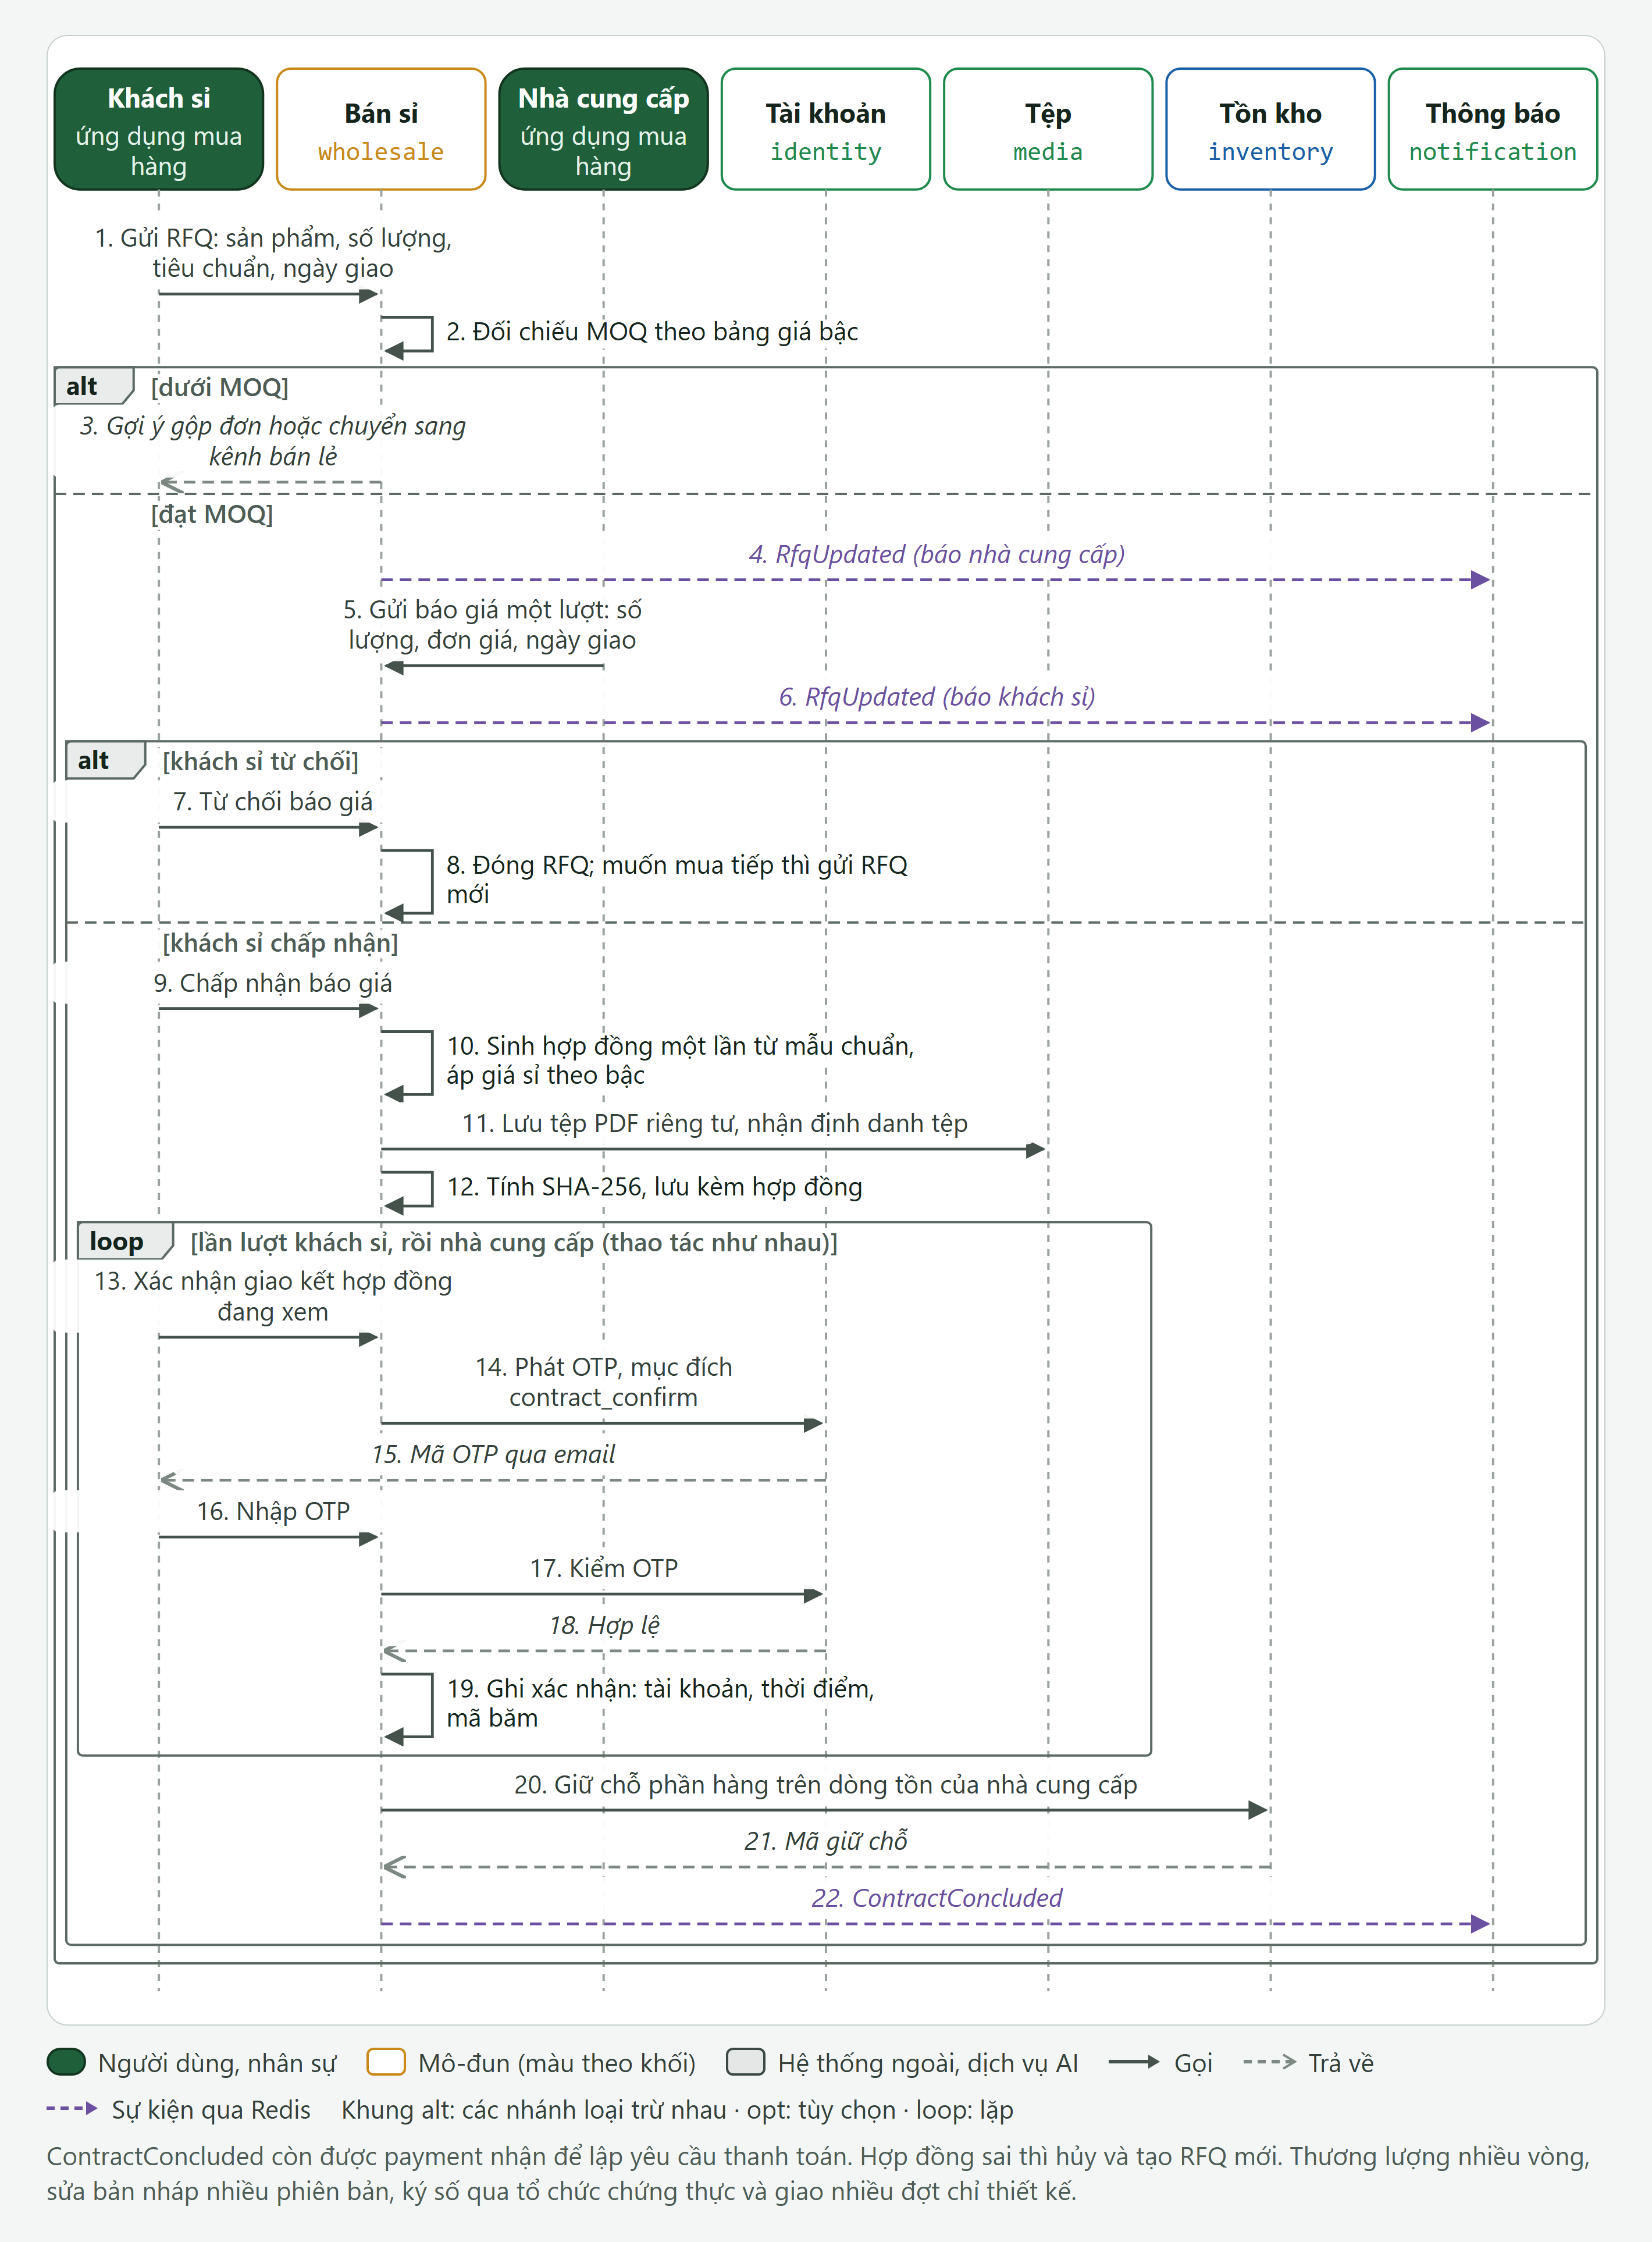 Khách sỉ
ứng dụng mua
hàng
Bán sỉ
wholesale
Nhà cung cấp
ứng dụng mua
hàng
Tài khoản
identity
Tệp
media
Tồn kho
inventory
Thông báo
notification
1. Gửi RFQ: sản phẩm, số lượng,
tiêu chuẩn, ngày giao
2. Đối chiếu MOQ theo bảng giá bậc
alt
[dưới MOQ]
3. Gợi ý gộp đơn hoặc chuyển sang
kênh bán lẻ
[đạt MOQ]
4. RfqUpdated (báo nhà cung cấp)
5. Gửi báo giá một lượt: số
lượng, đơn giá, ngày giao
6. RfqUpdated (báo khách sỉ)
alt
[khách sỉ từ chối]
7. Từ chối báo giá
8. Đóng RFQ; muốn mua tiếp thì gửi RFQ
mới
[khách sỉ chấp nhận]
9. Chấp nhận báo giá
10. Sinh hợp đồng một lần từ mẫu chuẩn,
áp giá sỉ theo bậc
11. Lưu tệp PDF riêng tư, nhận định danh tệp
12. Tính SHA-256, lưu kèm hợp đồng
loop
[lần lượt khách sỉ, rồi nhà cung cấp (thao tác như nhau)]
13. Xác nhận giao kết hợp đồng
đang xem
14. Phát OTP, mục đích
contract_confirm
15. Mã OTP qua email
16. Nhập OTP
17. Kiểm OTP
18. Hợp lệ
19. Ghi xác nhận: tài khoản, thời điểm,
mã băm
20. Giữ chỗ phần hàng trên dòng tồn của nhà cung cấp
21. Mã giữ chỗ
22. ContractConcluded
Người dùng, nhân sự
Mô-đun (màu theo khối)
Hệ thống ngoài, dịch vụ AI
Gọi
Trả về
Sự kiện qua Redis
Khung alt: các nhánh loại trừ nhau · opt: tùy chọn · loop: lặp
ContractConcluded còn được payment nhận để lập yêu cầu thanh toán. Hợp đồng sai thì hủy và tạo RFQ mới. Thương lượng nhiều vòng,
sửa bản nháp nhiều phiên bản, ký số qua tổ chức chứng thực và giao nhiều đợt chỉ thiết kế.